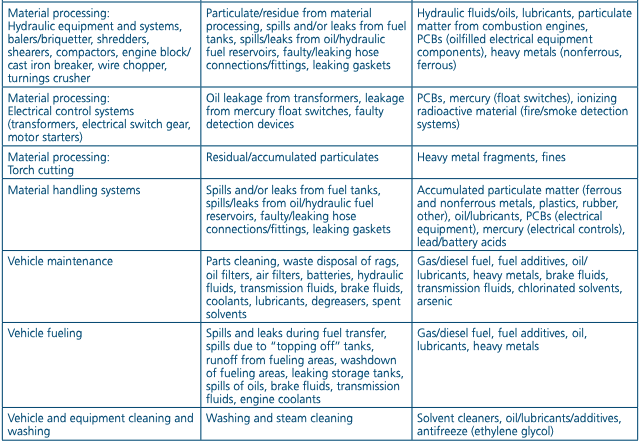 Material processing:
Hydraulic equipment and systems,
balers/briquetter, shredders,
shearers, compactors, engine block/
cast iron breaker, wire chopper,
turnings crusher
Particulate/residue from material
processing, spills and/or leaks from fuel
tanks, spills/leaks from oil/hydraulic
fuel reservoirs, faulty/leaking hose
connections/fittings, leaking gaskets
Hydraulic fluids/oils, lubricants, particulate
matter from combustion engines,
PCBs (oilfilled electrical equipment
components), heavy metals (nonferrous,
ferrous)
Material processing:
Electrical control systems
(transformers, electrical switch gear,
motor starters)
Oil leakage from transformers, leakage
from mercury float switches, faulty
detection devices
PCBs, mercury (float switches), ionizing
radioactive material (fire/smoke detection
systems)
Material processing:
Torch cutting
Residual/accumulated particulates
Heavy metal fragments, fines
Material handling systems
Spills and/or leaks from fuel tanks,
spills/leaks from oil/hydraulic fuel
reservoirs, faulty/leaking hose
connections/fittings, leaking gaskets
Accumulated particulate matter (ferrous
and nonferrous metals, plastics, rubber,
other), oil/lubricants, PCBs (electrical
equipment), mercury (electrical controls),
lead/battery acids
Vehicle maintenance
Parts cleaning, waste disposal of rags,
oil filters, air filters, batteries, hydraulic
fluids, transmission fluids, brake fluids,
coolants, lubricants, degreasers, spent
solvents
Gas/diesel fuel, fuel additives, oil/
lubricants, heavy metals, brake fluids,
transmission fluids, chlorinated solvents,
arsenic
Vehicle fueling
Spills and leaks during fuel transfer,
spills due to “topping off” tanks,
runoff from fueling areas, washdown
of fueling areas, leaking storage tanks,
spills of oils, brake fluids, transmission
fluids, engine coolants
Gas/diesel fuel, fuel additives, oil,
lubricants, heavy metals
Vehicle and equipment cleaning and
washing
Washing and steam cleaning
Solvent cleaners, oil/lubricants/additives,
antifreeze (ethylene glycol)